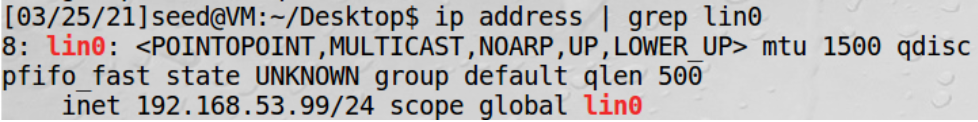 [03/25/21]seed@VM:~/Desktop$ ip address | grep lin0
8: lin0: <POINTOPOINT,MULTICAST,NOARP,UP,LOWER_UP> mtu 1500 qdisc
pfifo_fast state UNKNOWN group default qlen 500
    inet 192.168.53.99/24 scope global lin0